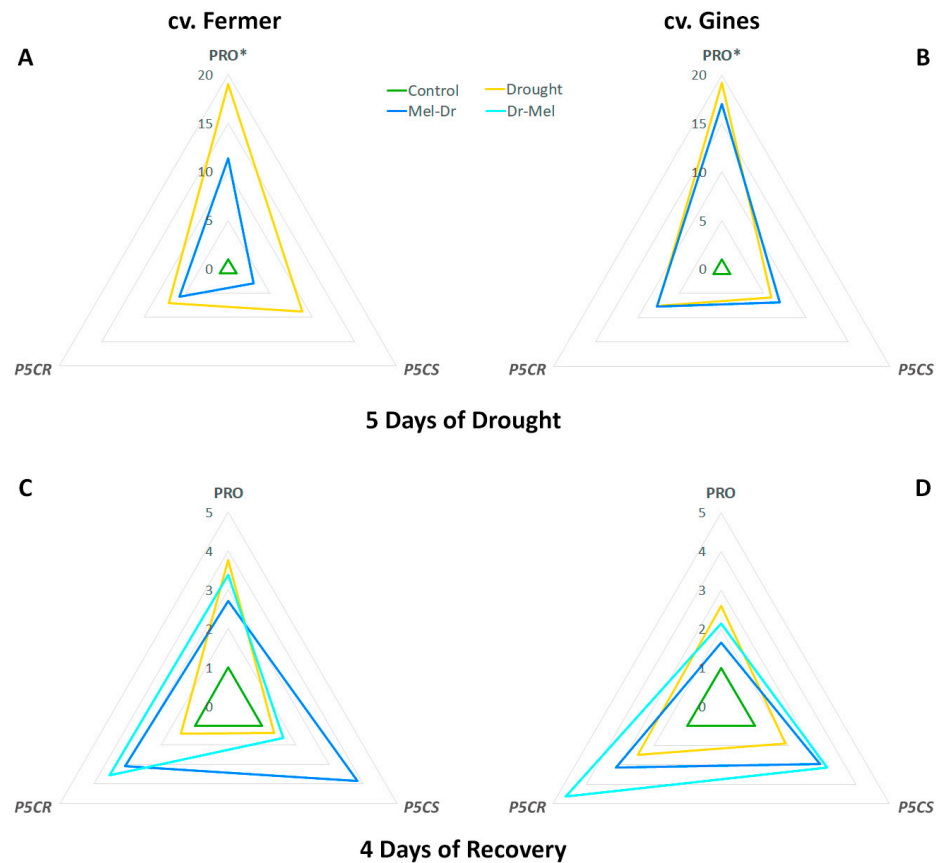 cv. Fermer
cv. Gines
A
PRO*
20
15
10
5
0
P5CR
P5CS
Control
Drought
Mel-Dr
Dr-Mel
B
PRO*
20
15
10
5
0
P5CR
P5CS
5 Days of Drought
C
PRO
5
4
3
2
1
0
P5CR
P5CS
D
PRO
5
4
3
2
1
0
P5CR
P5CS
4 Days of Recovery